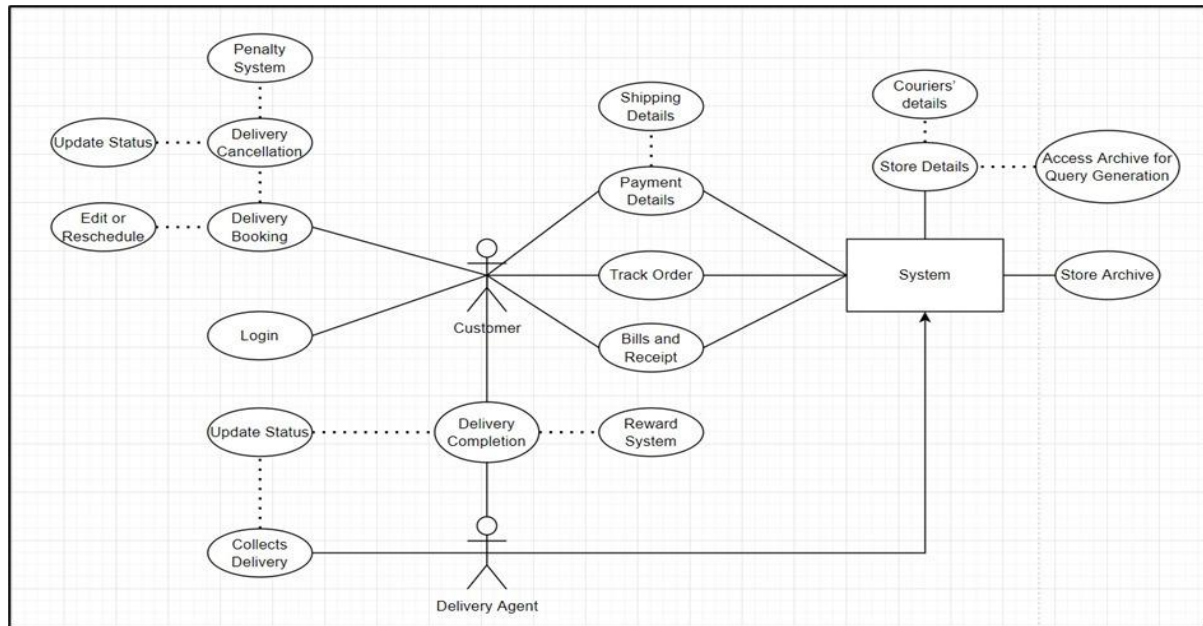 Penalty
System
Shipping
Details
Couriers'
details
Update Status
Delivery
Cancellation
Store Details
Access Archive for
Query Generation
Payment
Details
Edit or
Reschedule
Delivery
Booking
Track Order
System
Store Archive
Login
Customer
Bills and
Receipt
Update Status
Delivery
Completion
Reward
System
Collects
Delivery
Delivery Agent